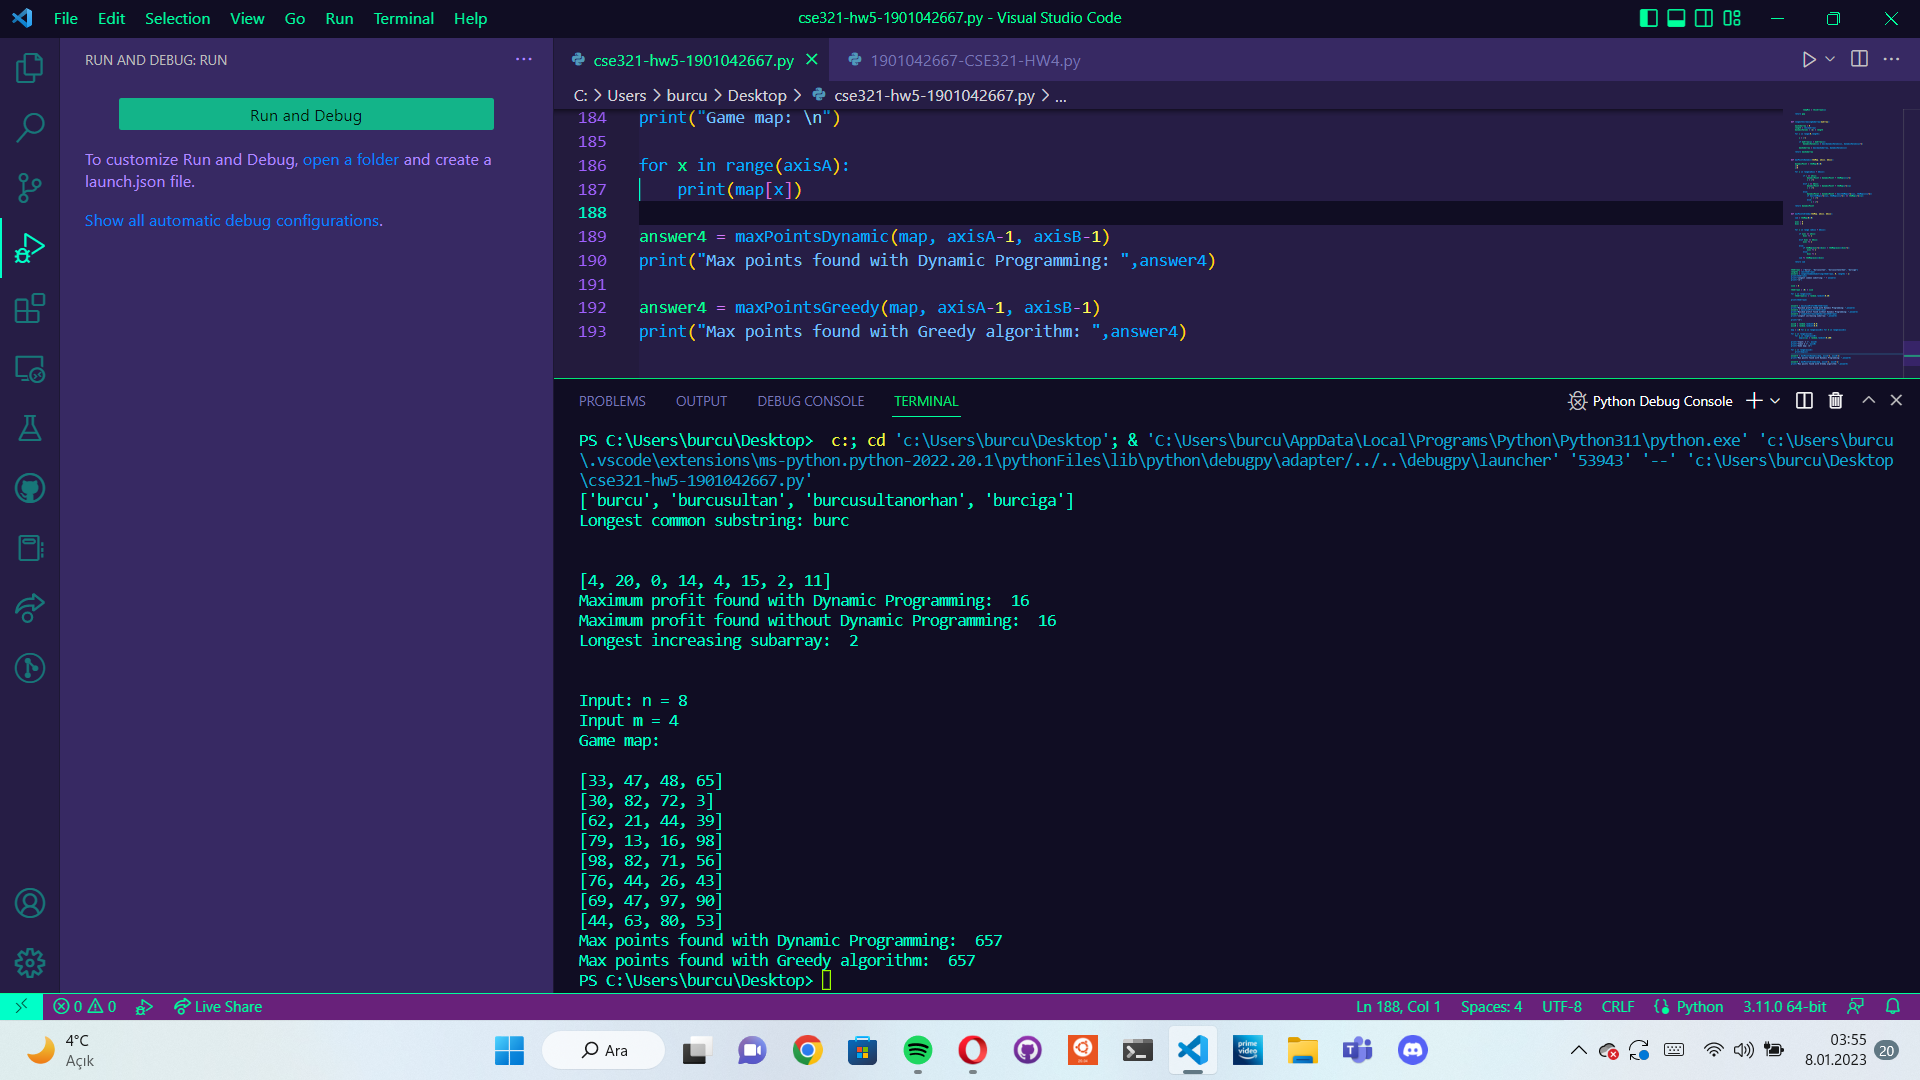 File Edit Selection View Go Run Terminal Help
cse321-hw5-1901042667.py - Visual Studio Code
RUN AND DEBUG: RUN
Run and Debug
To customize Run and Debug, open a folder and create a
launch.json file.
Show all automatic debug configurations.
cse321-hw5-1901042667.py
1901042667-CSE321-HW4.py
C: > Users > burcu > Desktop > cse321-hw5-1901042667.py > ...
184 print("Game map: \n")
185
186 for x in range(axisA):
187 print(map[x])
188
189 answer4 = maxPointsDynamic(map, axisA-1, axisB-1)
190 print("Max points found with Dynamic Programming: ",answer4)
191
192 answer4 = maxPointsGreedy(map, axisA-1, axisB-1)
193 print("Max points found with Greedy algorithm: ",answer4)
PROBLEMS OUTPUT DEBUG CONSOLE TERMINAL
Python Debug Console
PS C:\Users\burcu\Desktop>  c:; cd 'c:\Users\burcu\Desktop'; & 'C:\Users\burcu\AppData\Local\Programs\Python\Python311\python.exe' 'c:\Users\burcu
\.vscode\extensions\ms-python.python-2022.20.1\pythonFiles\lib\python\debugpy\adapter/../..\debugpy\launcher' '53943' '--' 'c:\Users\burcu\Desktop
\cse321-hw5-1901042667.py'
['burcu', 'burcusultan', 'burcusultanorhan', 'burciga']
Longest common substring: burc
[4, 20, 0, 14, 4, 15, 2, 11]
Maximum profit found with Dynamic Programming:  16
Maximum profit found without Dynamic Programming:  16
Longest increasing subarray:  2
Input: n = 8
Input m = 4
Game map:
[33, 47, 48, 65]
[30, 82, 72, 3]
[62, 21, 44, 39]
[79, 13, 16, 98]
[98, 82, 71, 56]
[76, 44, 26, 43]
[69, 47, 97, 90]
[44, 63, 80, 53]
Max points found with Dynamic Programming:  657
Max points found with Greedy algorithm:  657
PS C:\Users\burcu\Desktop>
0 0 Live Share
Ln 188, Col 1 Spaces: 4 UTF-8 CRLF Python 3.11.0 64-bit
4°C
Açık
Ara
prime video
03:55
8.01.2023
20